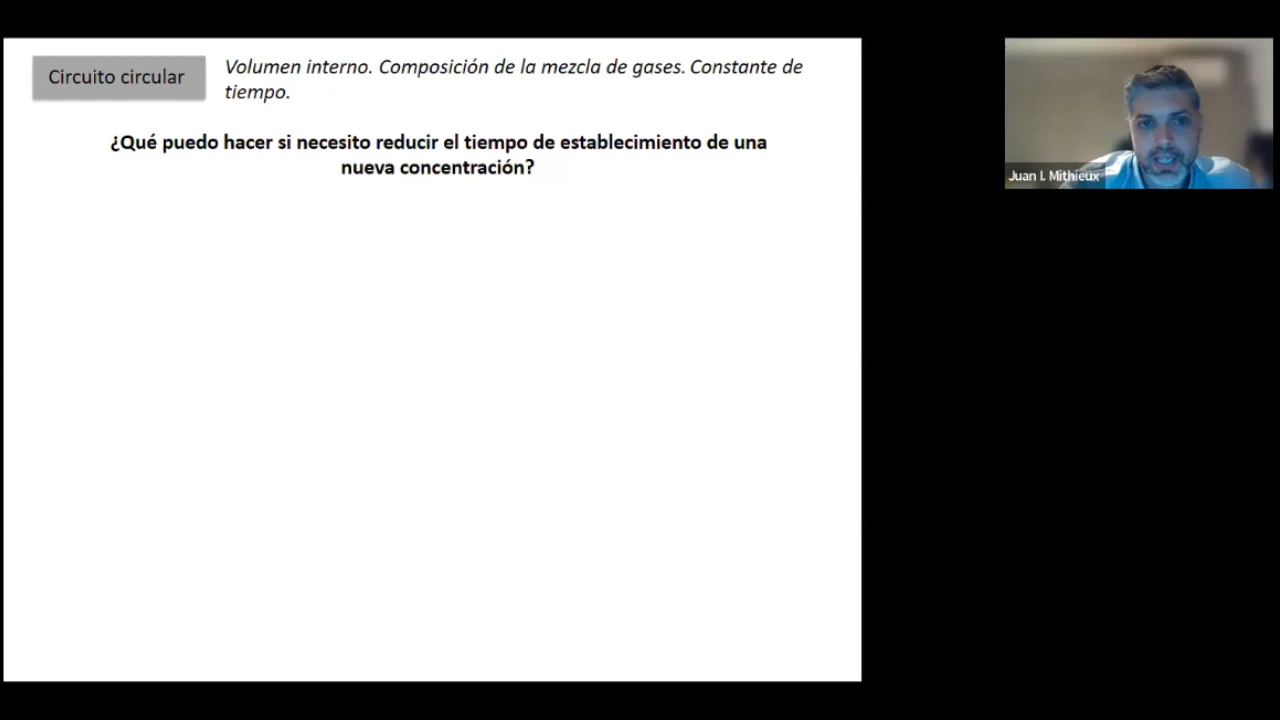 Circuito circular
Volumen interno. Composición de la mezcla de gases. Constante de
tiempo.
¿Qué puedo hacer si necesito reducir el tiempo de establecimiento de una
nueva concentración?
Juan I. Mithieux